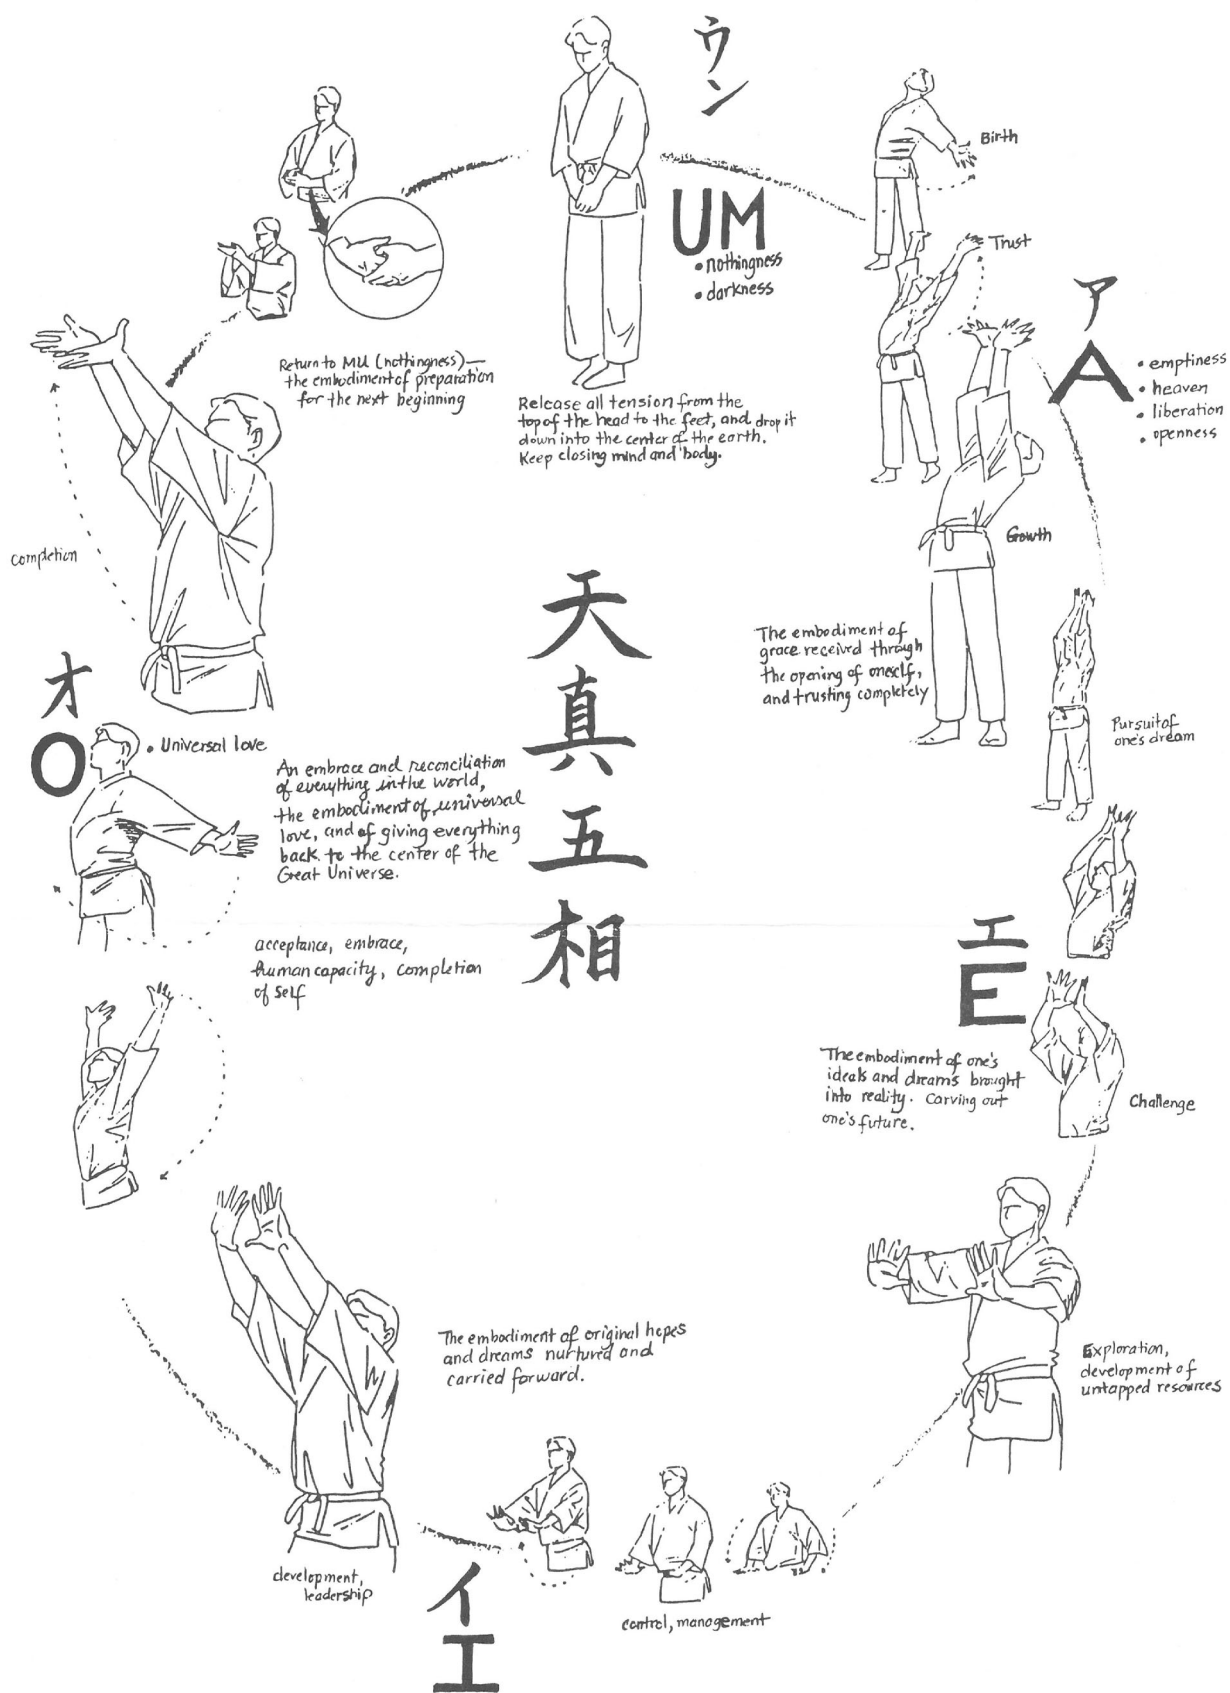 ウン
UM
• nothingness
• darkness
Release all tension from the
top of the head to the feet, and drop it
down into the center of the earth.
Keep closing mind and body.
Birth
Trust
Growth
ア
A
• emptiness
• heaven
• liberation
• openness
The embodiment of
grace received through
the opening of oneself,
and trusting completely
Pursuit of
one's dream
エ
E
The embodiment of one's
ideals and dreams brought
into reality. Carving out
one's future.
Challenge
Exploration,
development of
untapped resources
control, management
イ
I
development,
leadership
The embodiment of original hopes
and dreams nurtured and
carried forward.
オ
O
• Universal love
An embrace and reconciliation
of everything in the world,
the embodiment of universal
love, and of giving everything
back to the center of the
Great Universe.
acceptance, embrace,
human capacity, completion
of self
completion
Return to MU (nothingness)—
the embodiment of preparation
for the next beginning
天真五相